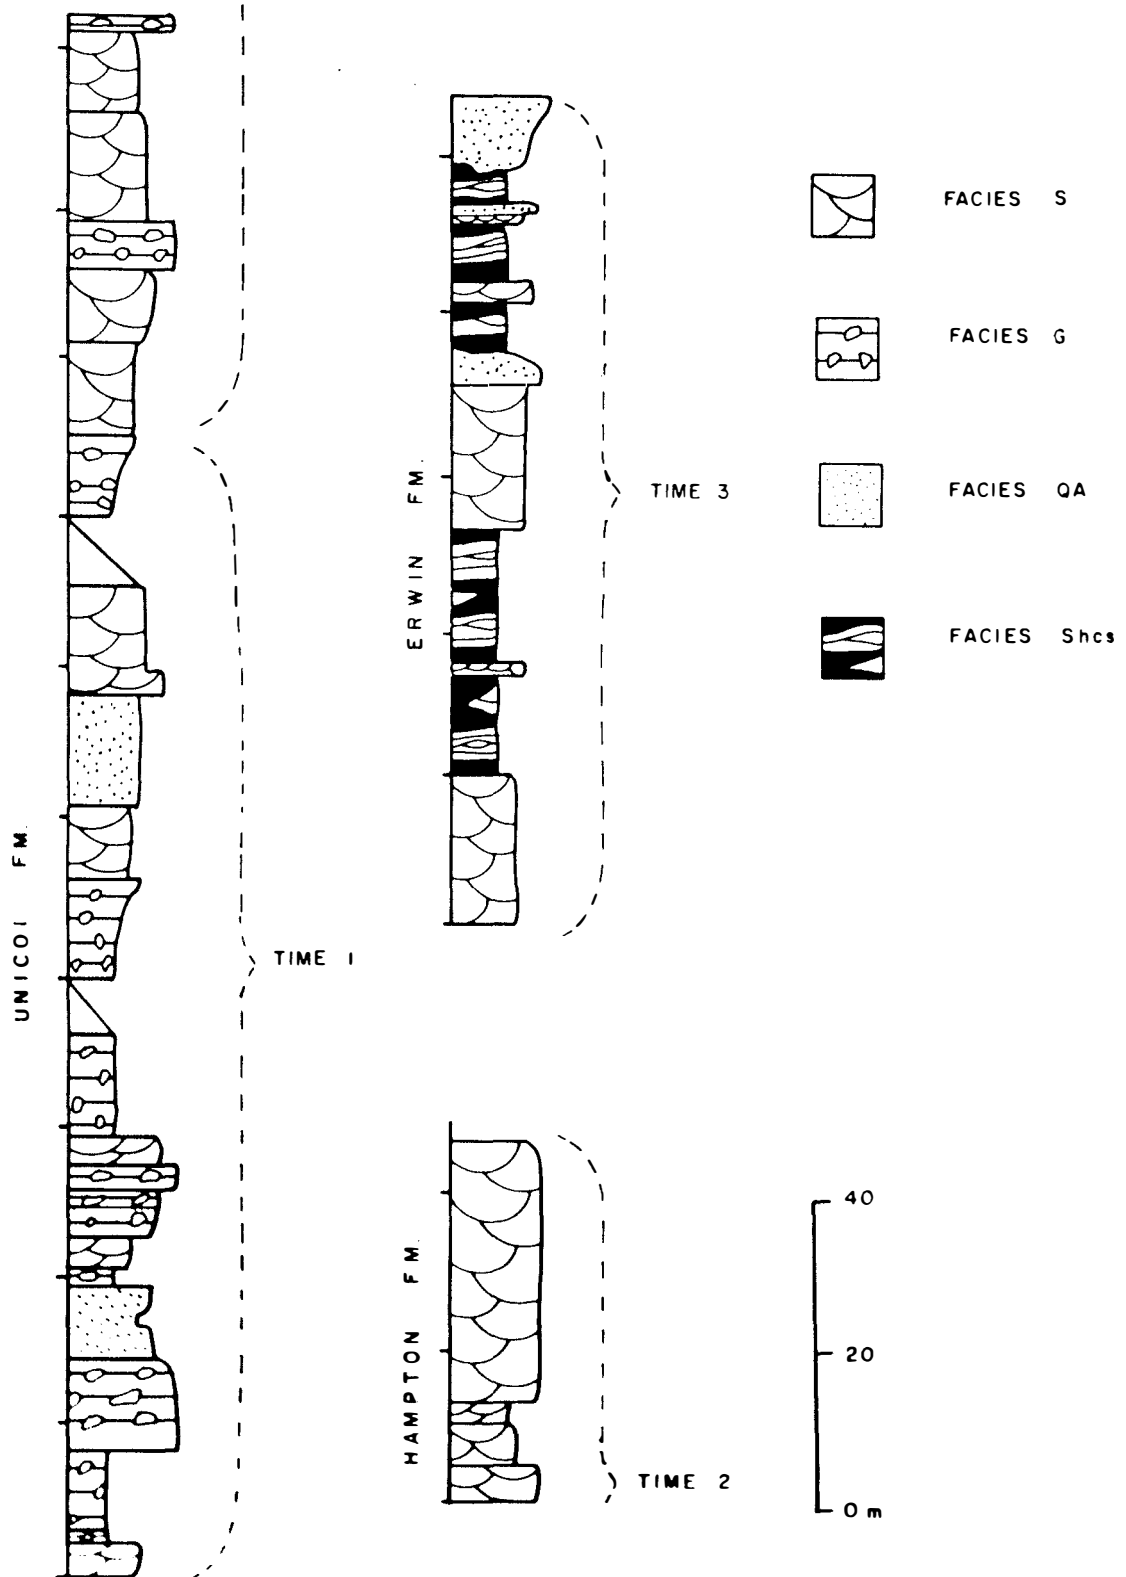 UNICOI FM.
TIME 1
ERWIN FM.
TIME 3
HAMPTON FM.
TIME 2
FACIES S
FACIES G
FACIES QA
FACIES Shcs
40
20
0 m